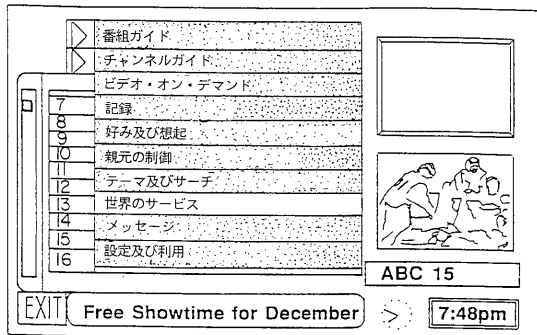 番組ガイド
チャンネルガイド
ビデオ・オン・デマンド
7
記録
8
9
好み及び想起
10
親元の制御
11
12
テーマ及びサーチ
13
世界のサービス
14
メッセージ
15
設定及び利用
16
ABC 15
EXIT
Free Showtime for December
7:48pm